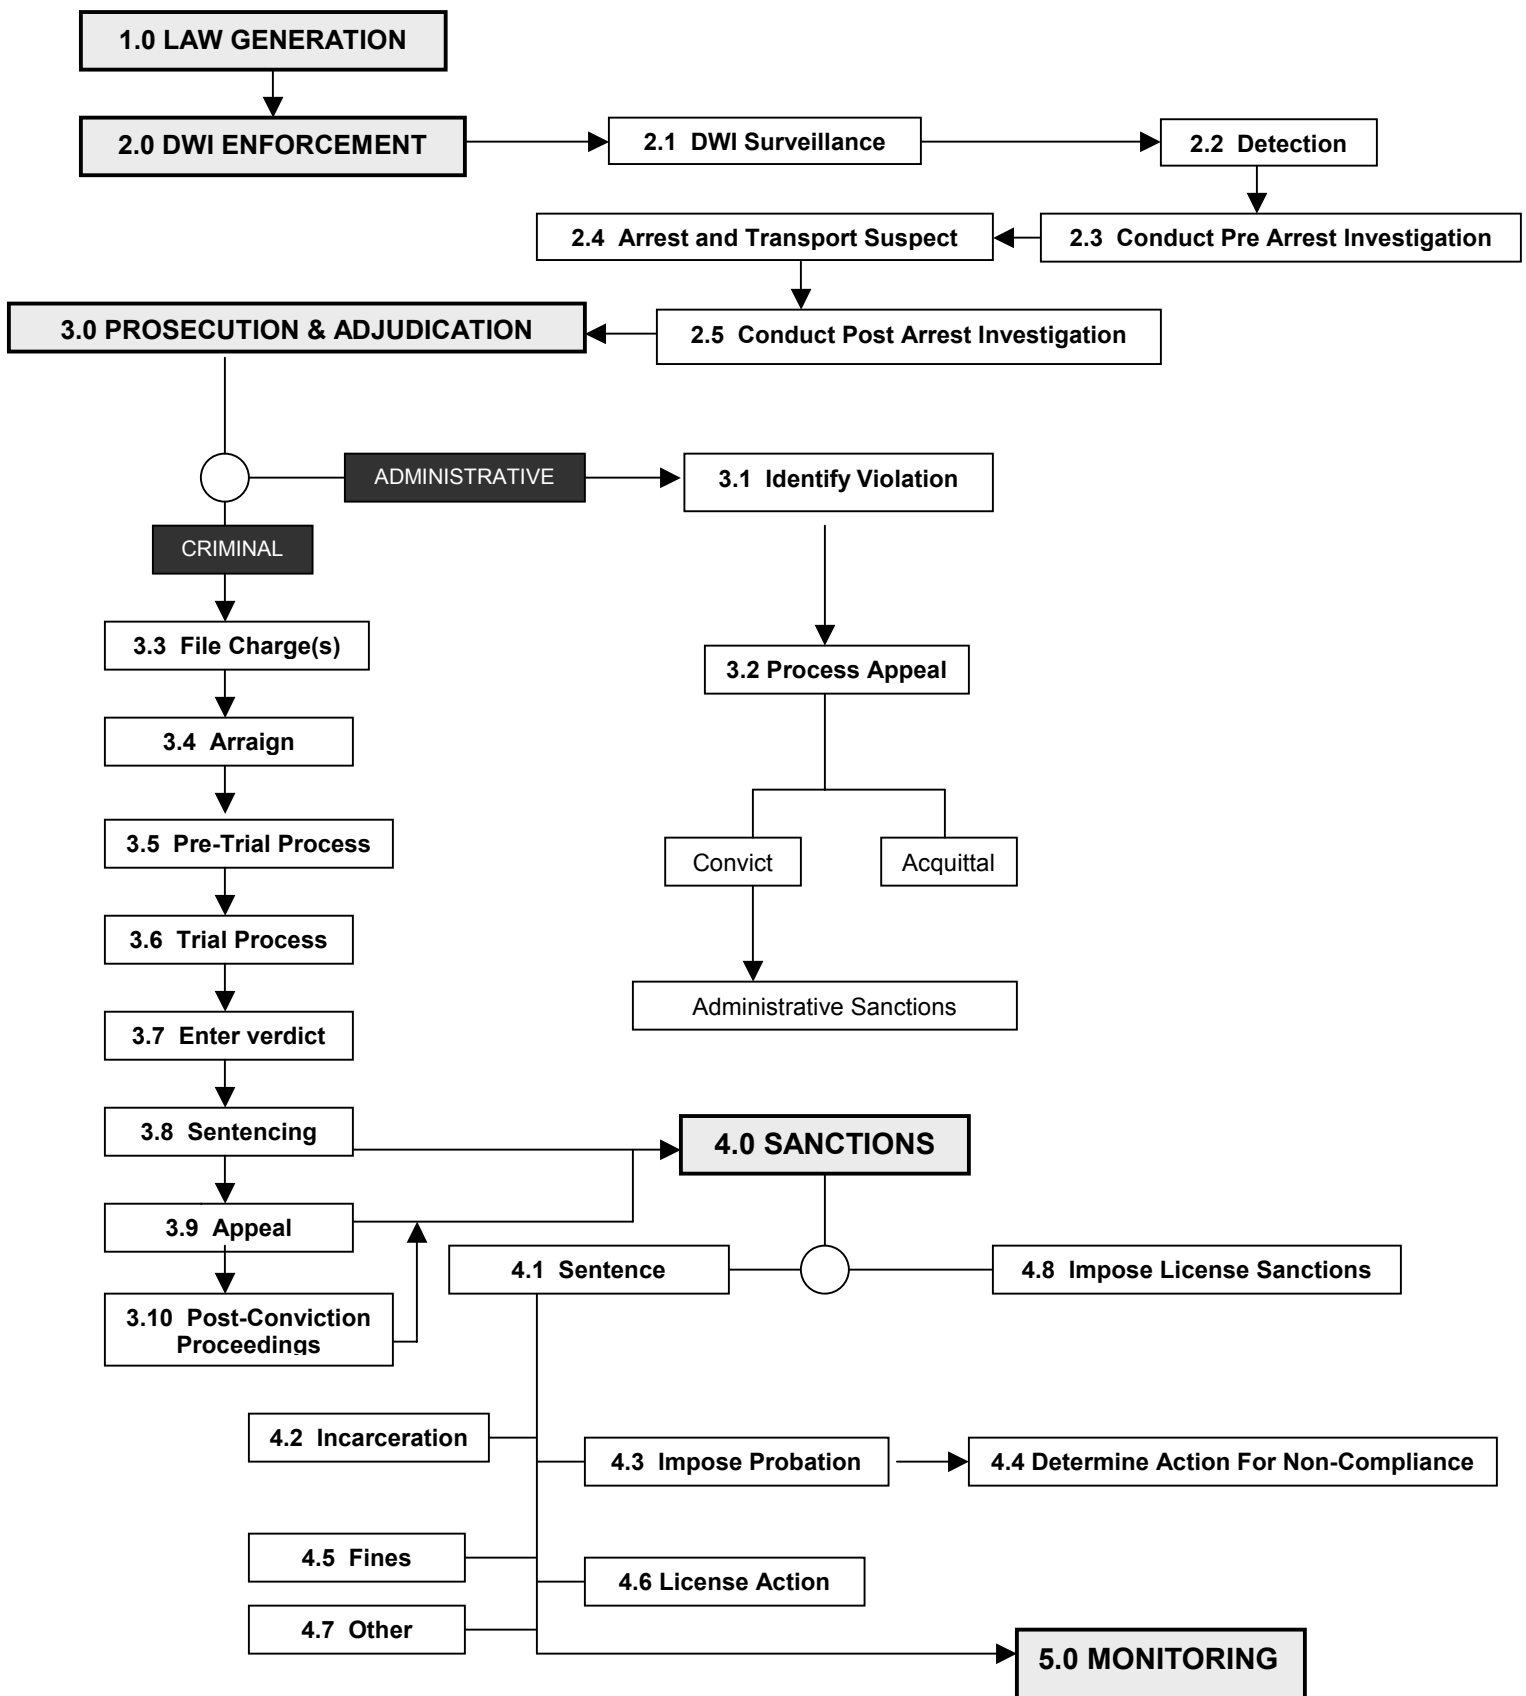 1.0 LAW GENERATION
2.0 DWI ENFORCEMENT
2.1 DWI Surveillance
2.2 Detection
2.4 Arrest and Transport Suspect
2.3 Conduct Pre Arrest Investigation
3.0 PROSECUTION & ADJUDICATION
2.5 Conduct Post Arrest Investigation
ADMINISTRATIVE
3.1 Identify Violation
CRIMINAL
3.3 File Charge(s)
3.2 Process Appeal
3.4 Arraign
3.5 Pre-Trial Process
Convict
Acquittal
3.6 Trial Process
Administrative Sanctions
3.7 Enter verdict
3.8 Sentencing
4.0 SANCTIONS
3.9 Appeal
4.1 Sentence
4.8 Impose License Sanctions
3.10 Post-Conviction
Proceedings
4.2 Incarceration
4.3 Impose Probation
4.4 Determine Action For Non-Compliance
4.5 Fines
4.6 License Action
4.7 Other
5.0 MONITORING